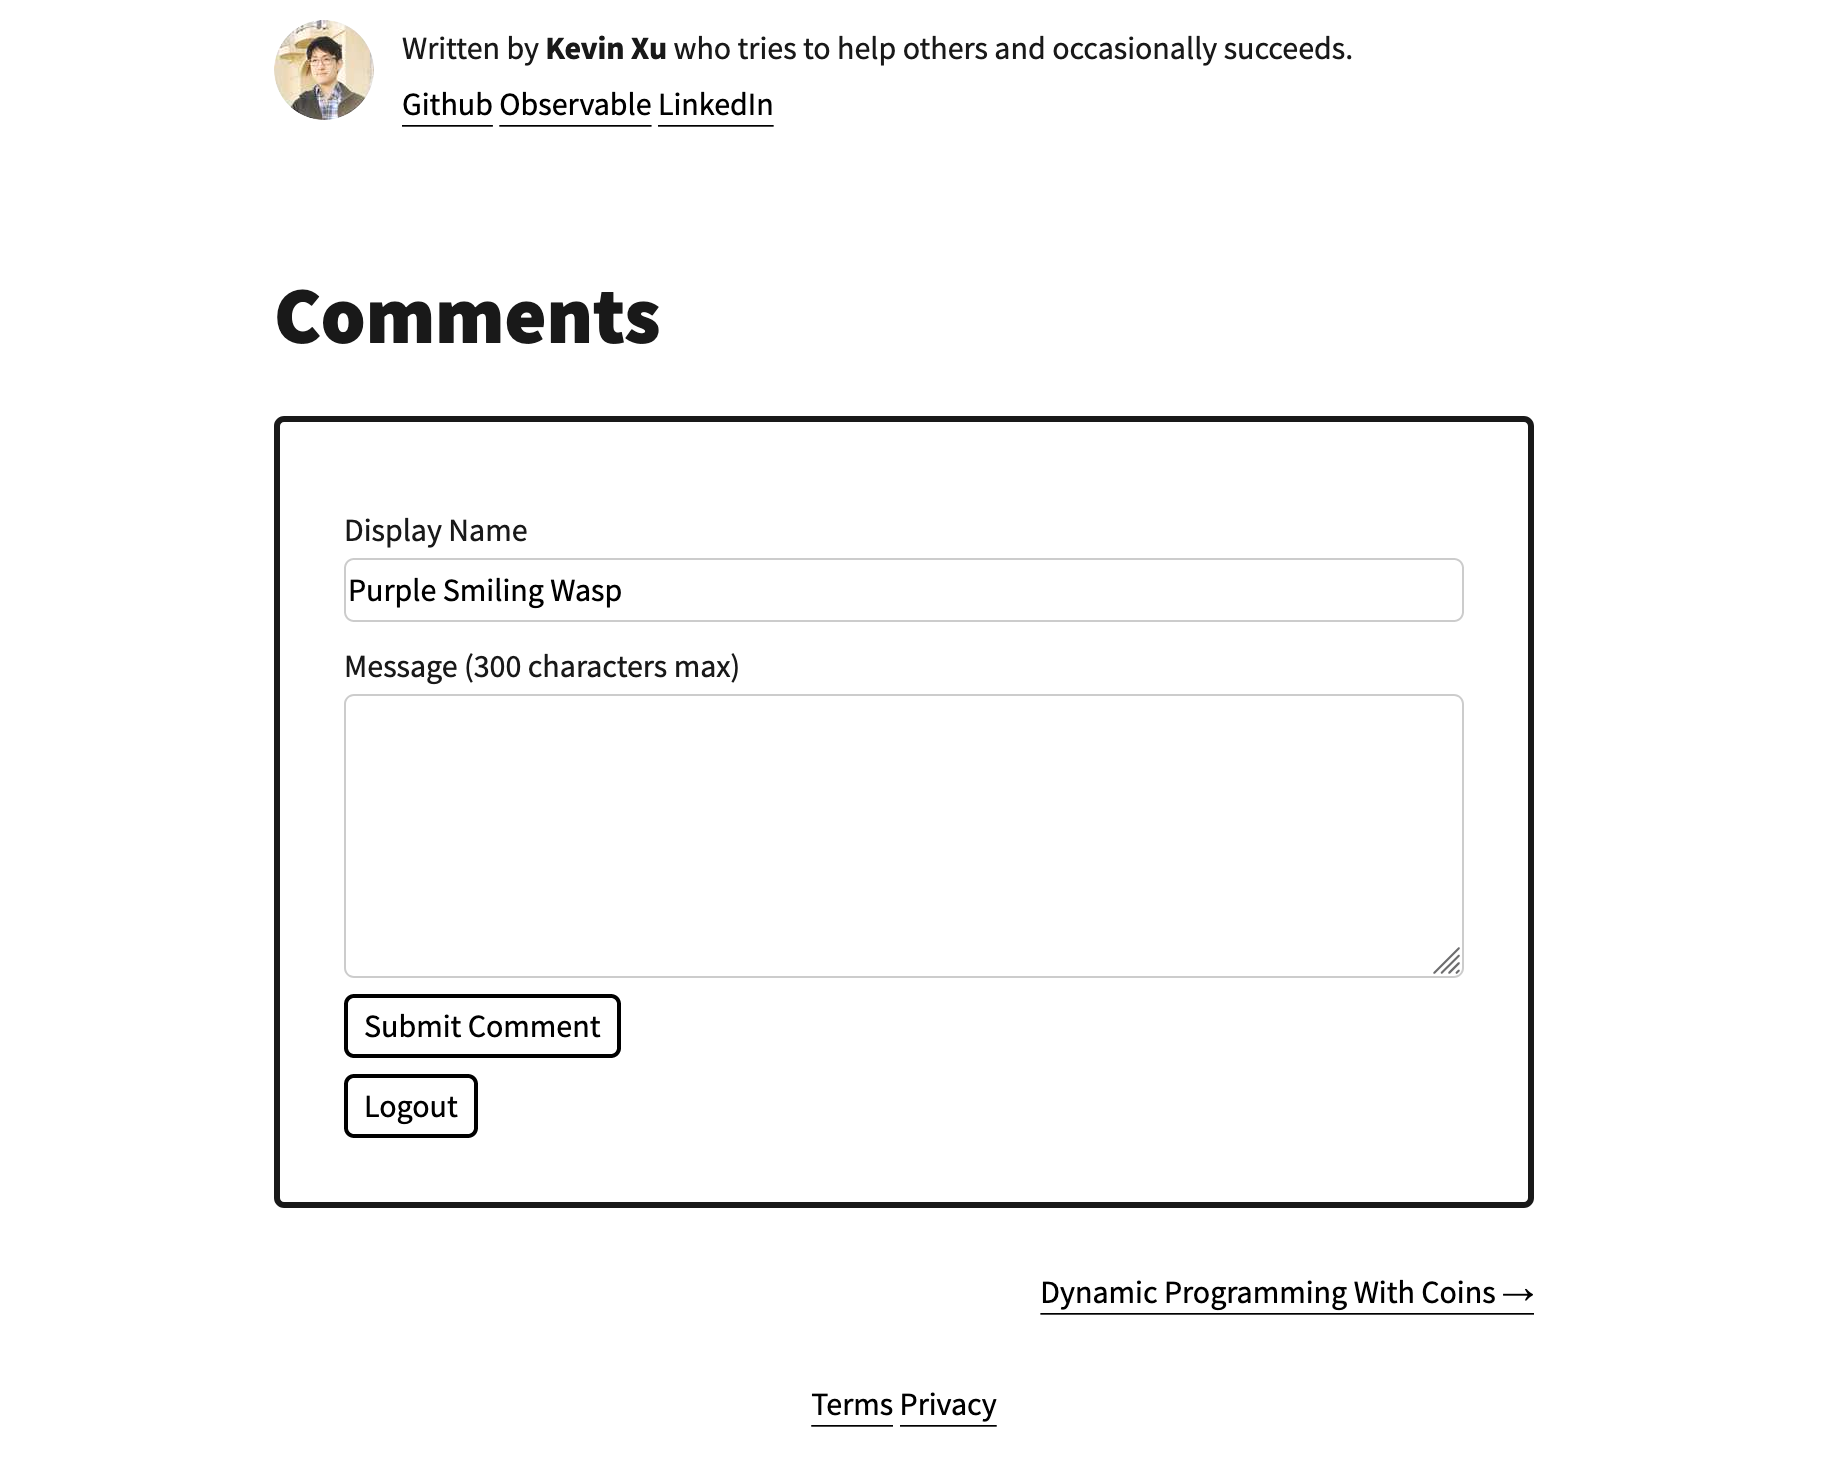 Written by Kevin Xu who tries to help others and occasionally succeeds.
Github Observable LinkedIn
Comments
Display Name
Purple Smiling Wasp
Message (300 characters max)
Submit Comment
Logout
Dynamic Programming With Coins →
Terms Privacy